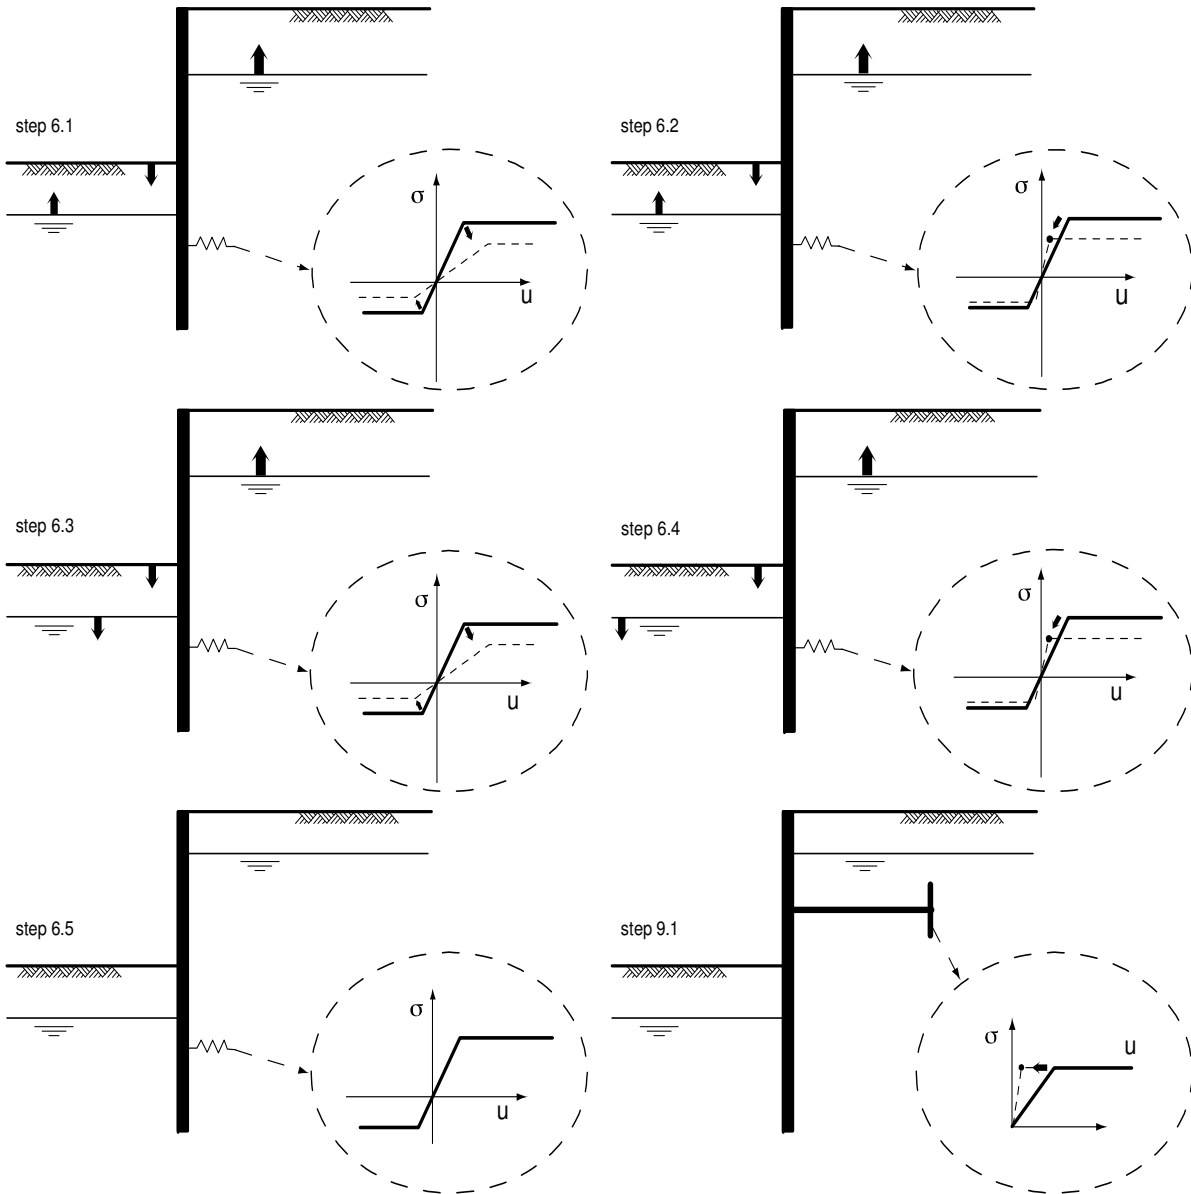 step 6.1
σ
u
step 6.2
σ
u
step 6.3
σ
u
step 6.4
σ
u
step 6.5
σ
u
step 9.1
σ
u